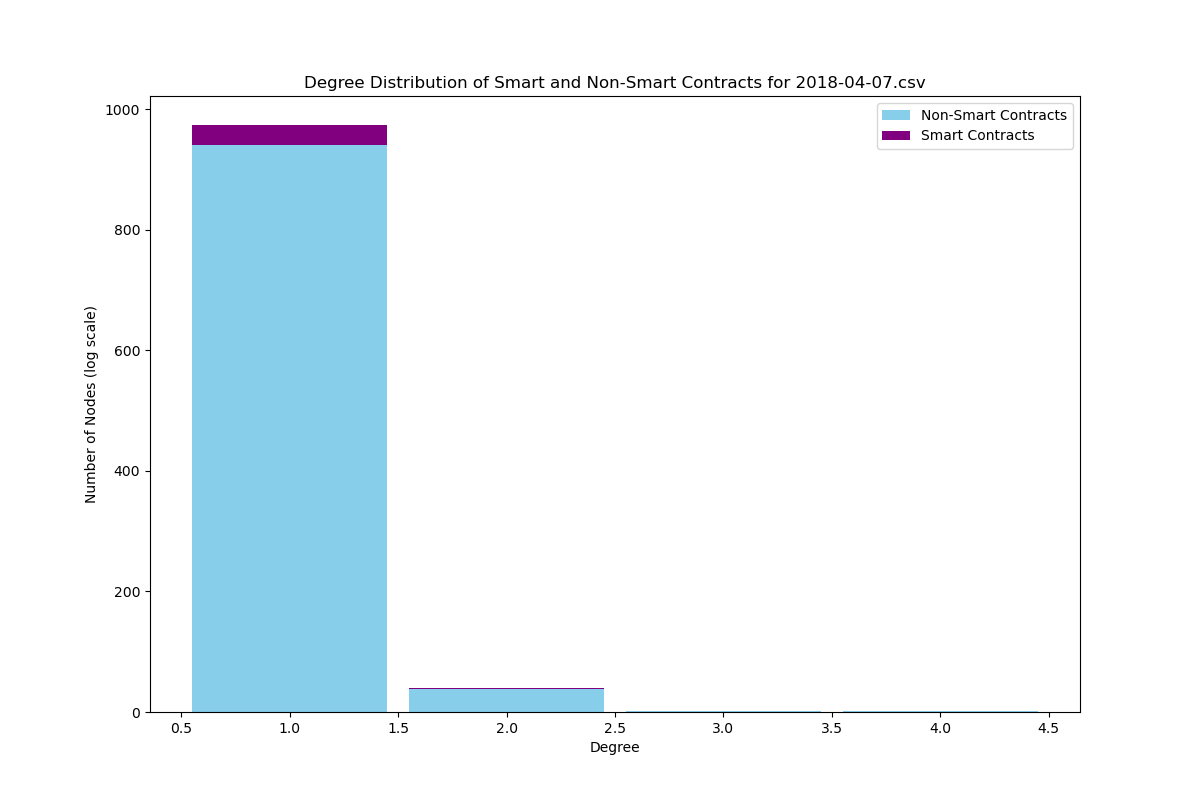 Degree Distribution of Smart and Non-Smart Contracts for 2018-04-07.csv
Non-Smart Contracts
Smart Contracts
Number of Nodes (log scale)
1000
800
600
400
200
0
0.5 1.0 1.5 2.0 2.5 3.0 3.5 4.0 4.5
Degree